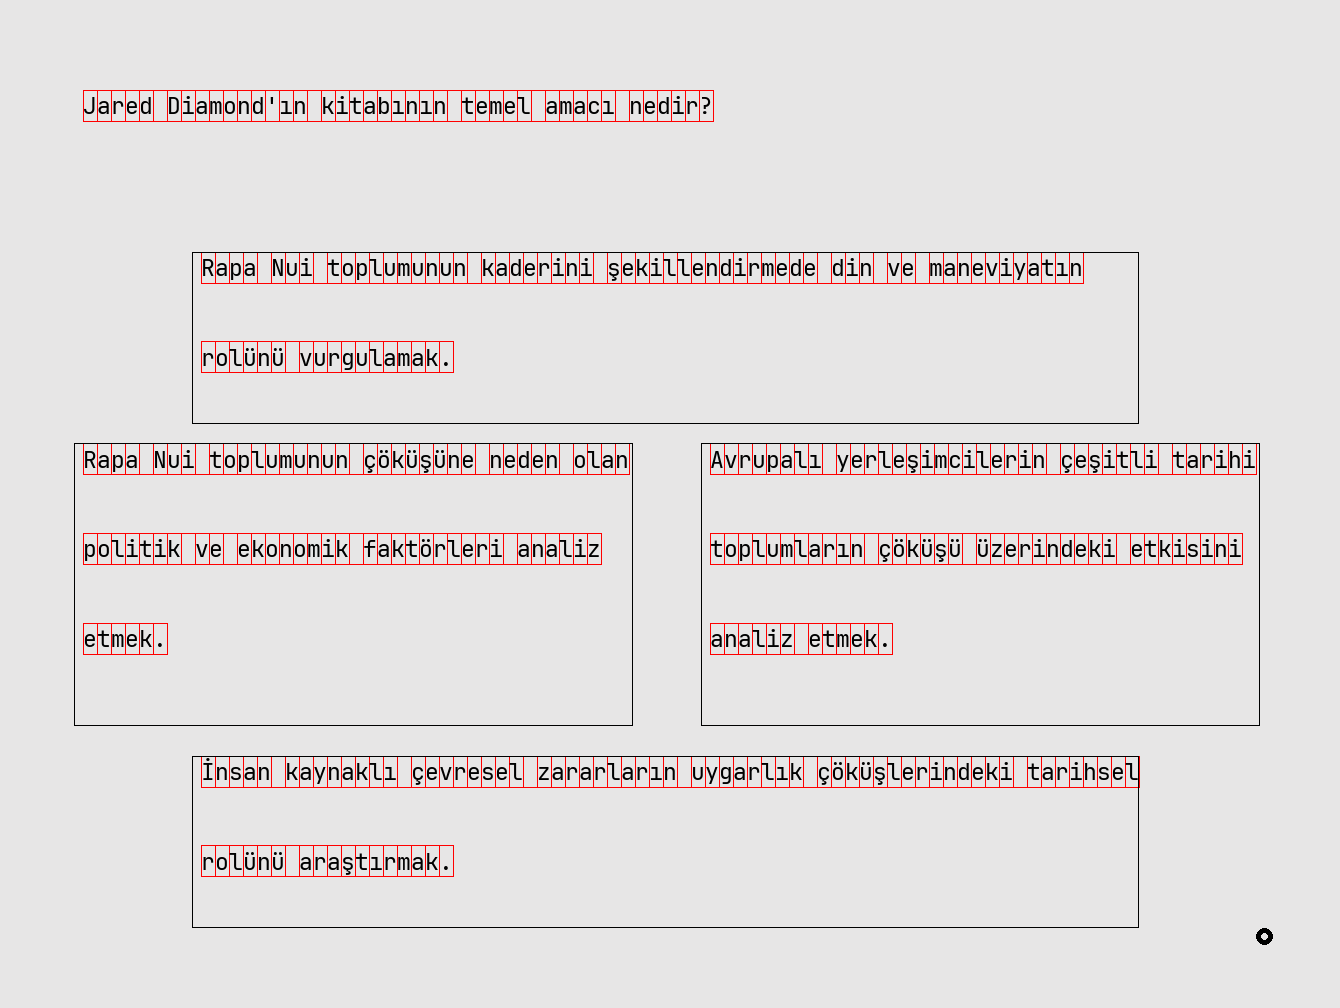 Jared Diamond'ın kitabının temel amacı nedir?
Rapa Nui toplumunun kaderini şekillendirmede din ve maneviyatın
rolünü vurgulamak.
Rapa Nui toplumunun çöküşüne neden olan
politik ve ekonomik faktörleri analiz
etmek.
Avrupalı yerleşimcilerin çeşitli tarihi
toplumların çöküşü üzerindeki etkisini
analiz etmek.
İnsan kaynaklı çevresel zararların uygarlık çöküşlerindeki tarihsel
rolünü araştırmak.